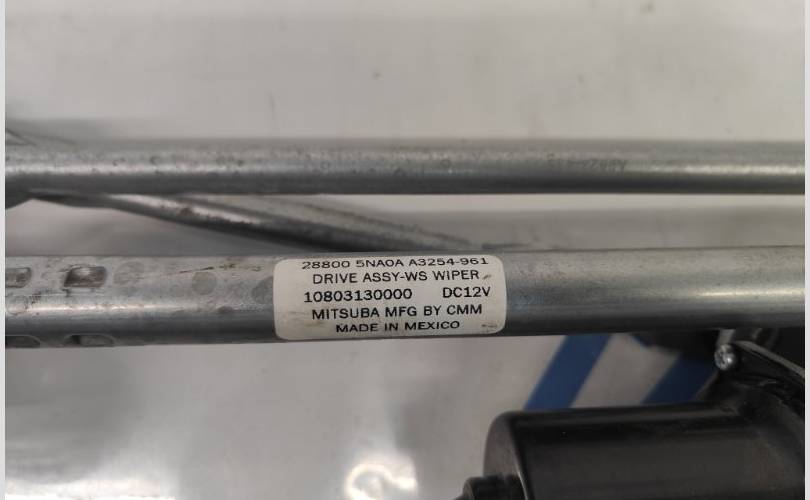 28800 5NA0A A3254-961
DRIVE ASSY-WS WIPER
10803130000 DC12V
MITSUBA MFG BY CMM
MADE IN MEXICO